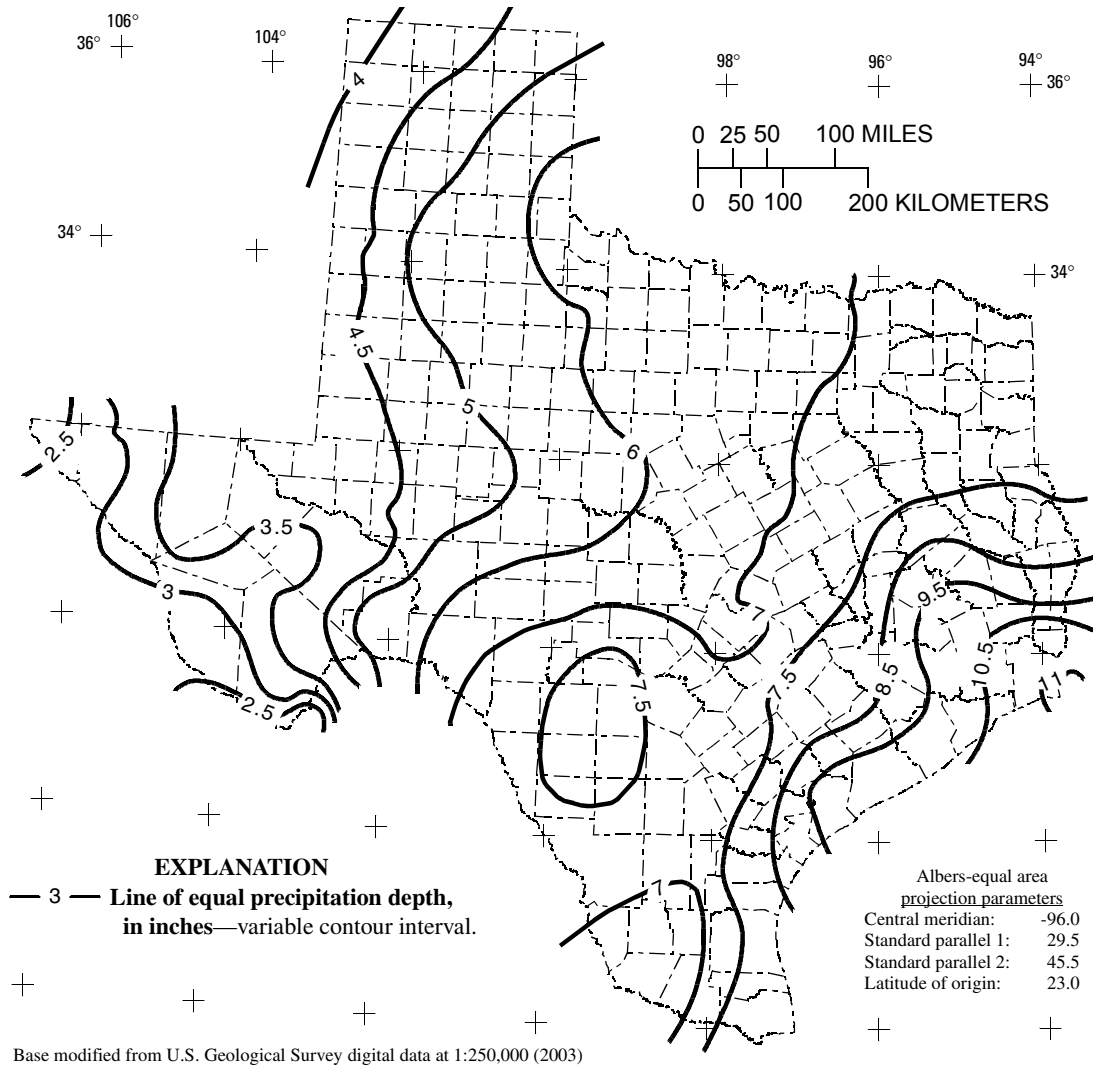 106°
36°
104°
98°
96°
94°
36°
0 25 50 100 MILES
0 50 100 200 KILOMETERS
34°
34°
4
4.5
5
6
2.5
3.5
3
2.5
7
7.5
7.5
8.5
9.5
10.5
11
7
EXPLANATION
3 Line of equal precipitation depth,
in inches—variable contour interval.
Albers-equal area
projection parameters
Central meridian: -96.0
Standard parallel 1: 29.5
Standard parallel 2: 45.5
Latitude of origin: 23.0
Base modified from U.S. Geological Survey digital data at 1:250,000 (2003)